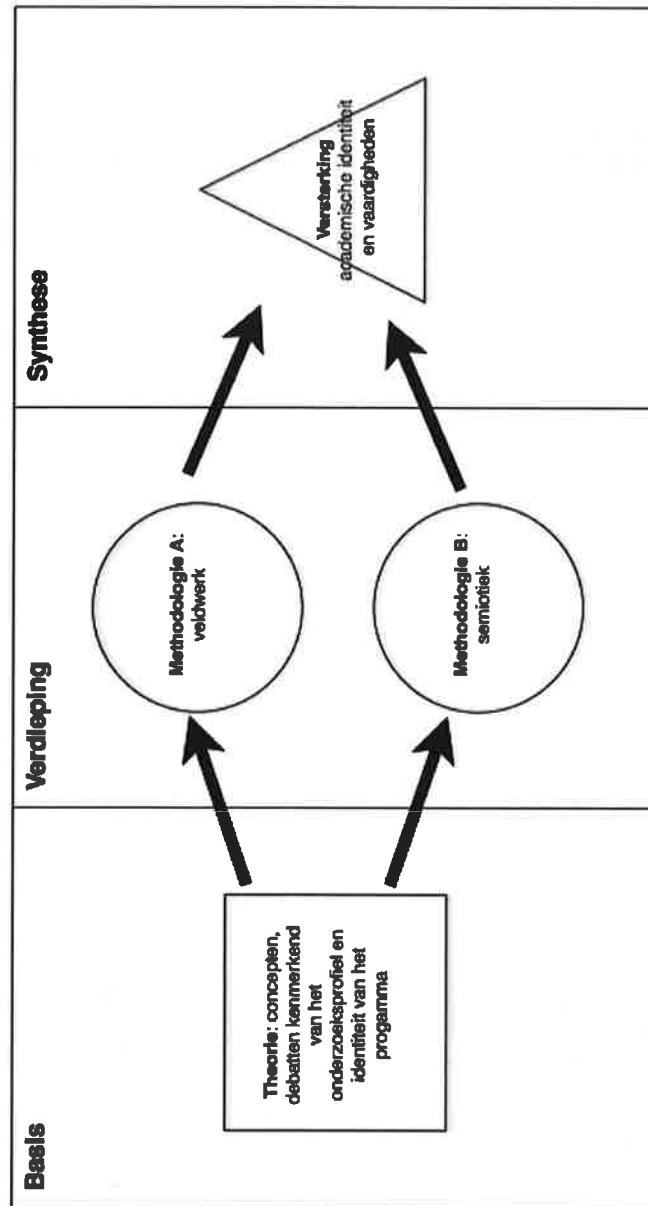 Basis
Theorie: concepten,
debatten kenmerkend
van het
onderzoeksprofiel en
identiteit van het
progamma
Verdieping
Methodologie A:
veldwerk
Methodologie B:
semiotiek
Synthese
Versterking
academische identiteit
en vaardigheden